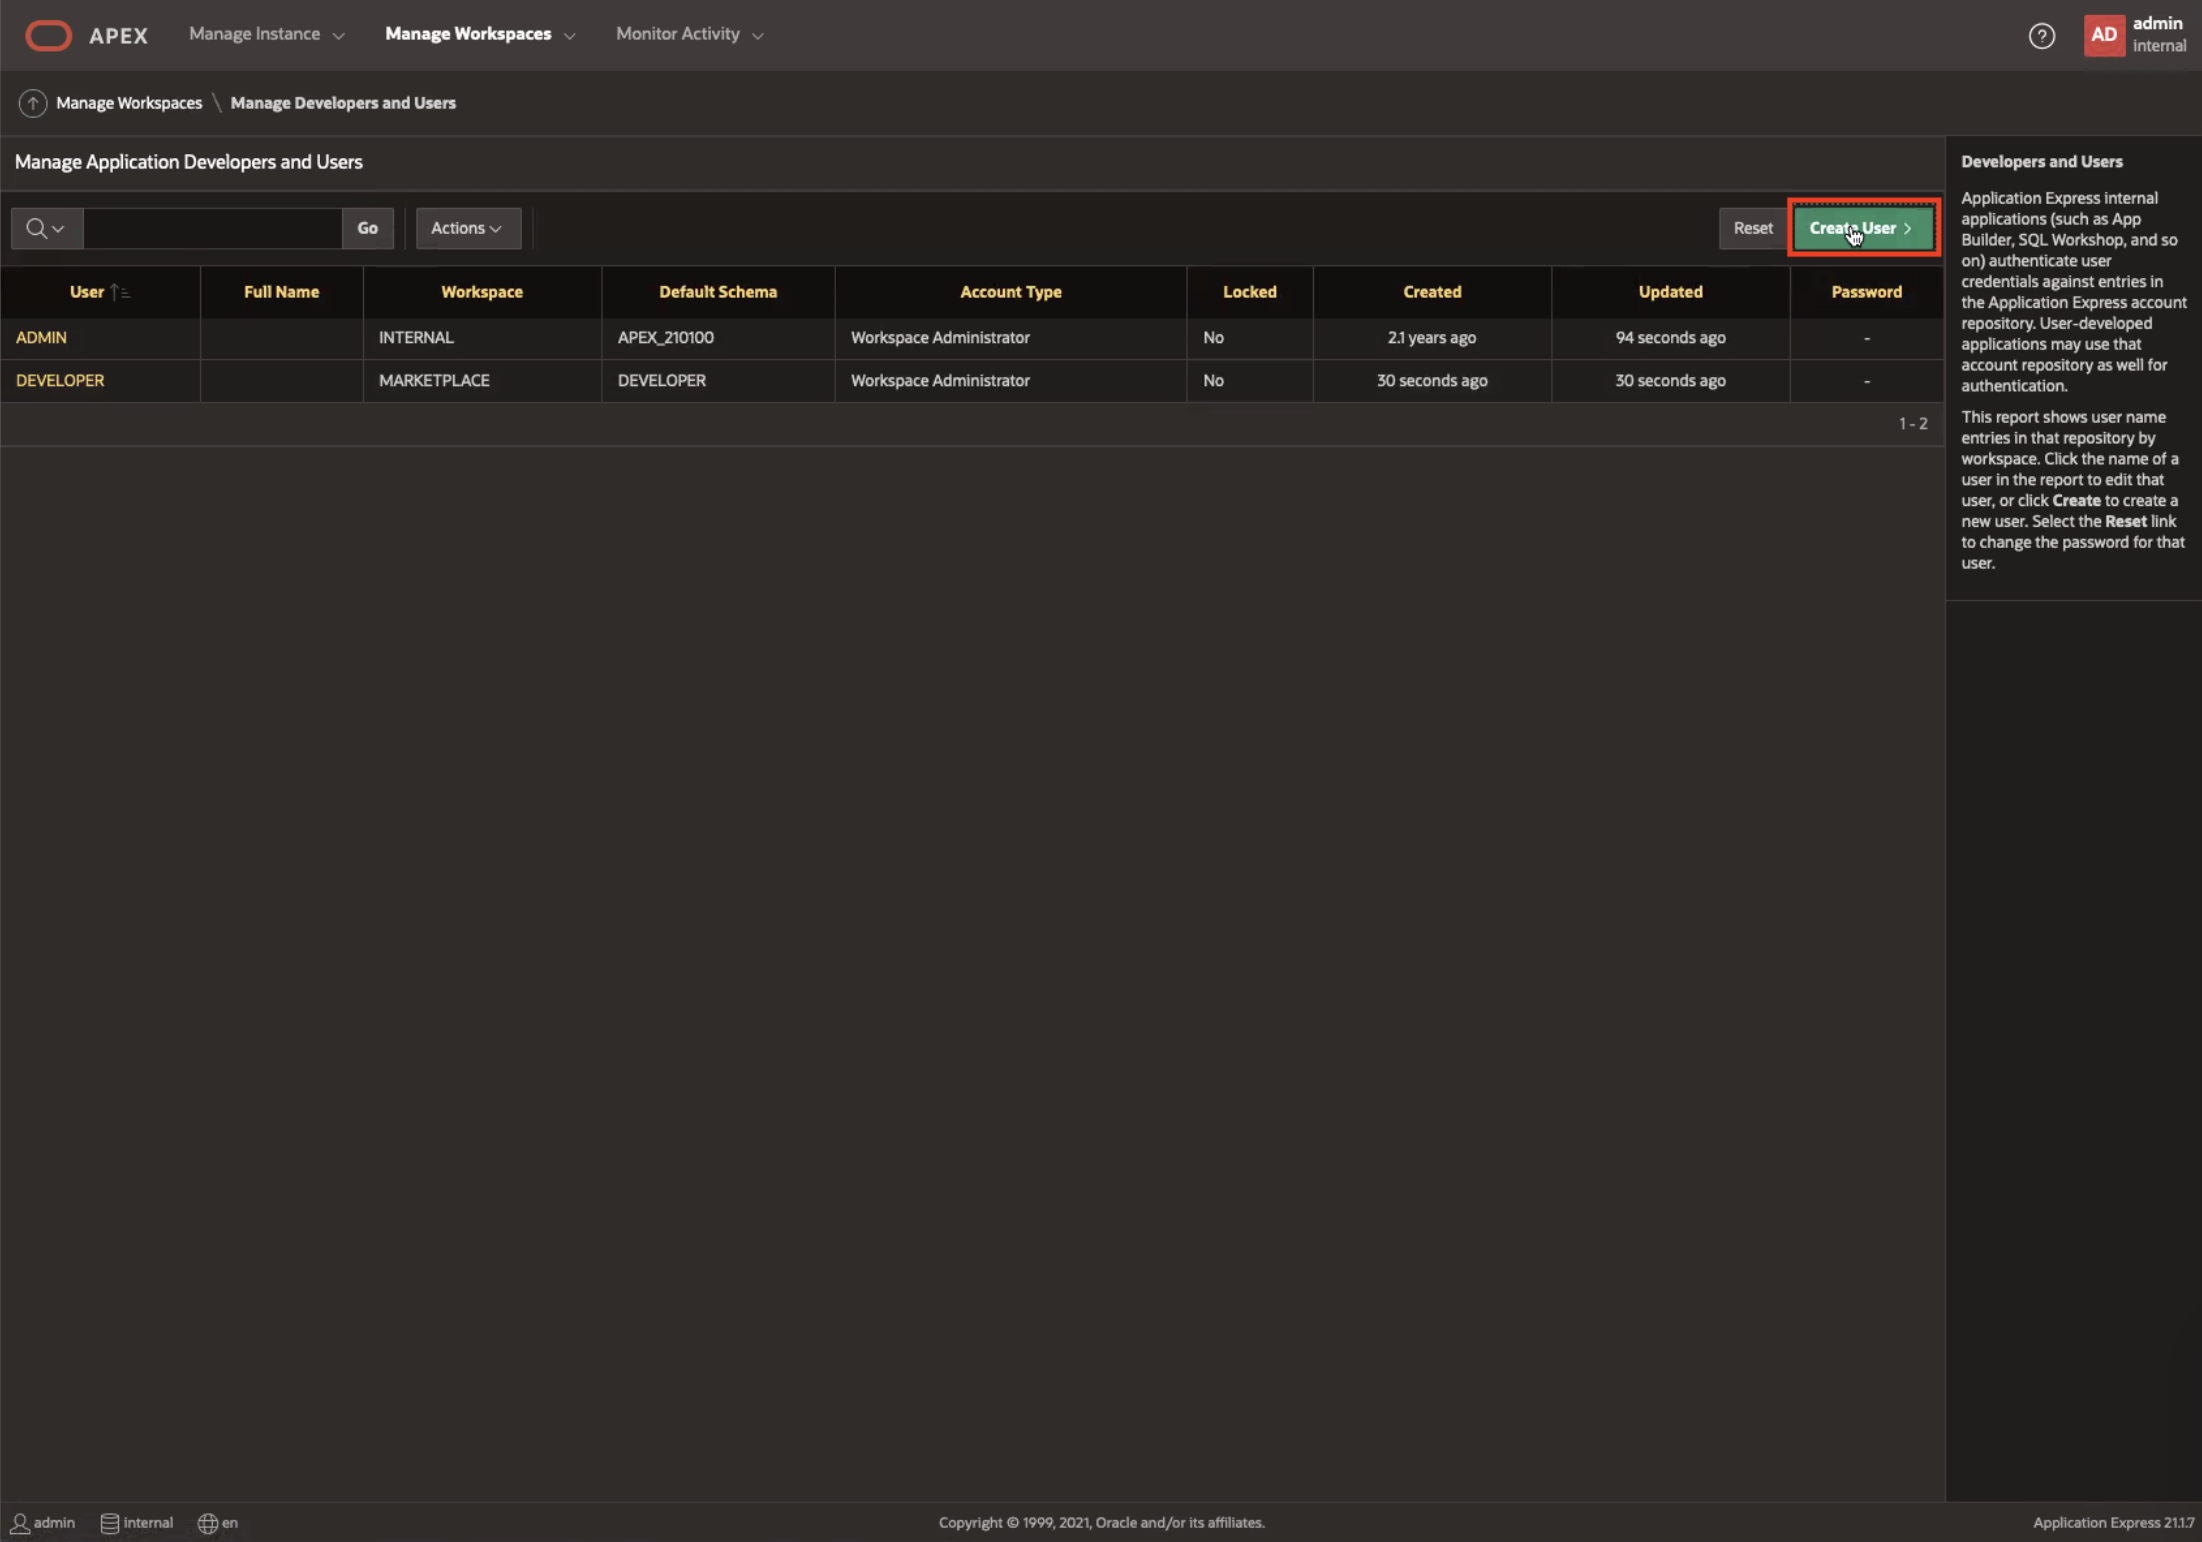 APEX
Manage Instance
Manage Workspaces
Monitor Activity
?
AD
admin
internal
Manage Workspaces \ Manage Developers and Users
Manage Application Developers and Users
Go
Actions
Reset
Create User
User
Full Name
Workspace
Default Schema
Account Type
Locked
Created
Updated
Password
ADMIN INTERNAL APEX_210100 Workspace Administrator No 2.1 years ago 94 seconds ago -
DEVELOPER MARKETPLACE DEVELOPER Workspace Administrator No 30 seconds ago 30 seconds ago -
1 - 2
Developers and Users
Application Express internal
applications (such as App
Builder, SQL Workshop, and so
on) authenticate user
credentials against entries in
the Application Express account
repository. User-developed
applications may use that
account repository as well for
authentication.
This report shows user name
entries in that repository by
workspace. Click the name of a
user in the report to edit that
user, or click Create to create a
new user. Select the Reset link
to change the password for that
user.
admin
internal
en
Copyright © 1999, 2021, Oracle and/or its affiliates.
Application Express 21.1.7